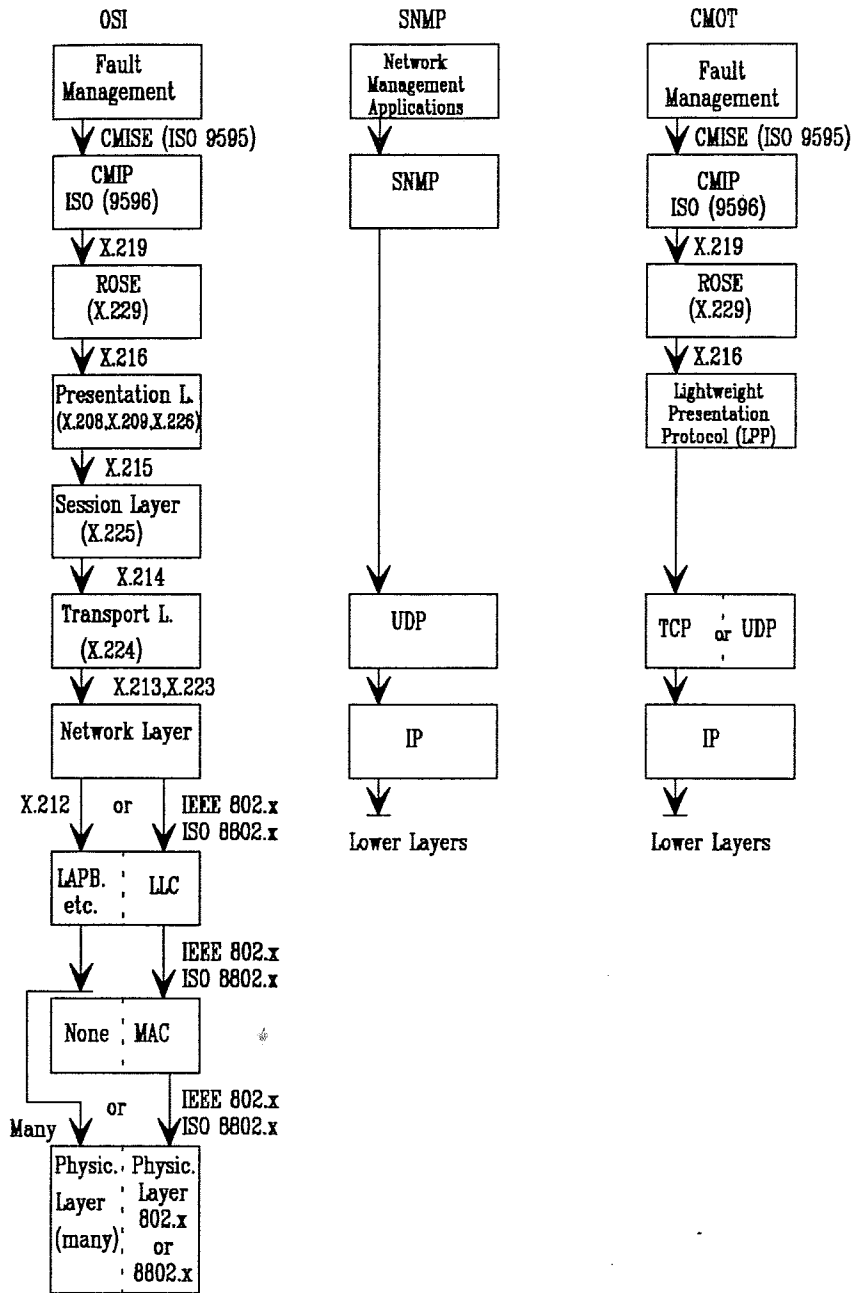 OSI
Fault
Management
CMISE (ISO 9595)
CMIP
ISO (9596)
X.219
ROSE
(X.229)
X.216
Presentation L.
(X.208,X.209,X.226)
X.215
Session Layer
(X.225)
X.214
Transport L.
(X.224)
X.213,X.223
Network Layer
X.212 or IEEE 802.x
ISO 8802.x
LAPB. LLC
etc.
IEEE 802.x
ISO 8802.x
None MAC
or IEEE 802.x
Many ISO 8802.x
Physic. Physic.
Layer Layer
(many) 802.x
or
8802.x
SNMP
Network
Management
Applications
SNMP
UDP
IP
Lower Layers
CMOT
Fault
Management
CMISE (ISO 9595)
CMIP
ISO (9596)
X.219
ROSE
(X.229)
X.216
Lightweight
Presentation
Protocol (LPP)
TCP or UDP
IP
Lower Layers